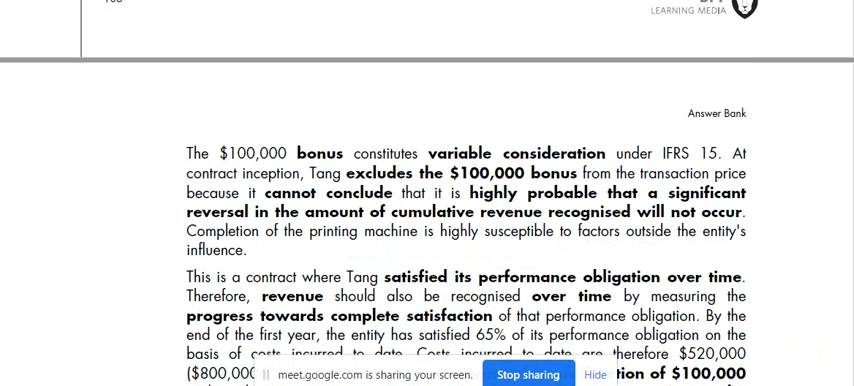 LEARNING MEDIA
Answer Bank
The $100,000 bonus constitutes variable consideration under IFRS 15. At
contract inception, Tang excludes the $100,000 bonus from the transaction price
because it cannot conclude that it is highly probable that a significant
reversal in the amount of cumulative revenue recognised will not occur.
Completion of the printing machine is highly susceptible to factors outside the entity's
influence.
This is a contract where Tang satisfied its performance obligation over time.
Therefore, revenue should also be recognised over time by measuring the
progress towards complete satisfaction of that performance obligation. By the
end of the first year, the entity has satisfied 65% of its performance obligation on the
basis of costs incurred to date. Costs incurred to date are therefore $520,000
($800,000 tion of $100,000
meet.google.com is sharing your screen. Stop sharing Hide